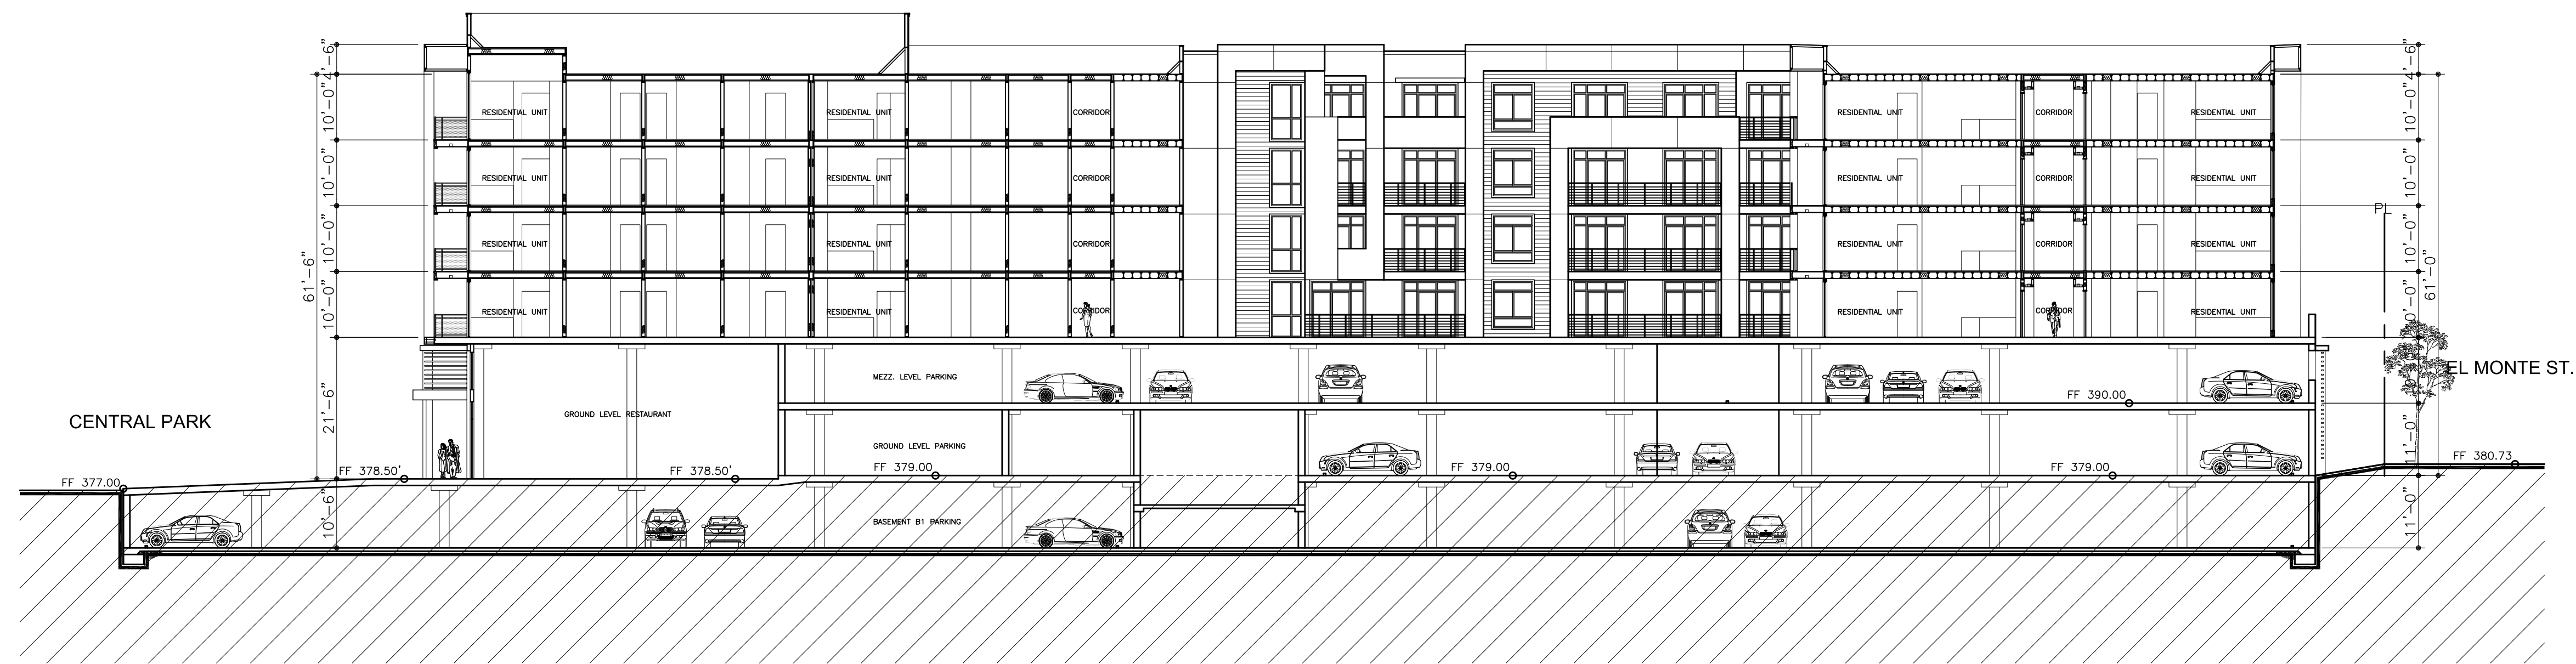 4'-6"
4'-6"
10'-0"
RESIDENTIAL UNIT
RESIDENTIAL UNIT
CORRIDOR
RESIDENTIAL UNIT
CORRIDOR
RESIDENTIAL UNIT
10'-0"
10'-0"
RESIDENTIAL UNIT
RESIDENTIAL UNIT
CORRIDOR
RESIDENTIAL UNIT
CORRIDOR
RESIDENTIAL UNIT
10'-0"
PL
10'-0"
RESIDENTIAL UNIT
RESIDENTIAL UNIT
CORRIDOR
RESIDENTIAL UNIT
CORRIDOR
RESIDENTIAL UNIT
10'-0"
61'-6"
61'-0"
10'-0"
RESIDENTIAL UNIT
RESIDENTIAL UNIT
CORRIDOR
RESIDENTIAL UNIT
CORRIDOR
RESIDENTIAL UNIT
EL MONTE ST.
MEZZ. LEVEL PARKING
FF 390.00
21'-6"
GROUND LEVEL RESTAURANT
CENTRAL PARK
GROUND LEVEL PARKING
11'-0"
FF 380.73
FF 378.50'
FF 378.50'
FF 379.00
FF 379.00
FF 379.00
FF 377.00
10'-6"
BASEMENT B1 PARKING
11'-0"